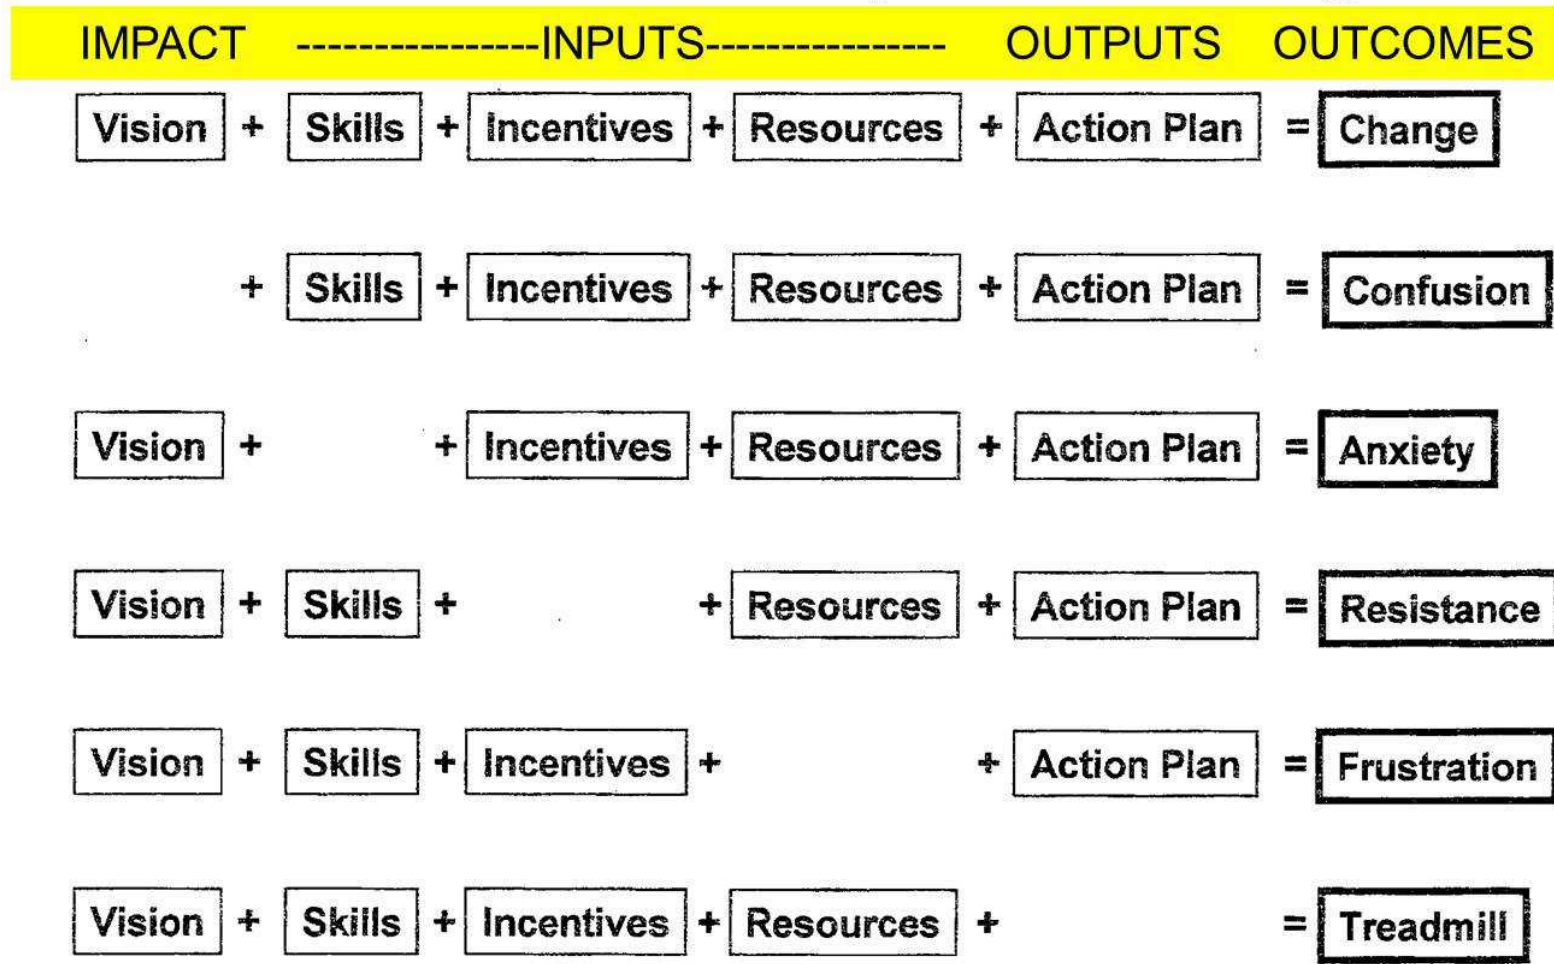 IMPACT ---------------INPUTS--------------- OUTPUTS OUTCOMES
Vision + Skills + Incentives + Resources + Action Plan = Change
+ Skills + Incentives + Resources + Action Plan = Confusion
Vision + + Incentives + Resources + Action Plan = Anxiety
Vision + Skills + + Resources + Action Plan = Resistance
Vision + Skills + Incentives + + Action Plan = Frustration
Vision + Skills + Incentives + Resources + = Treadmill